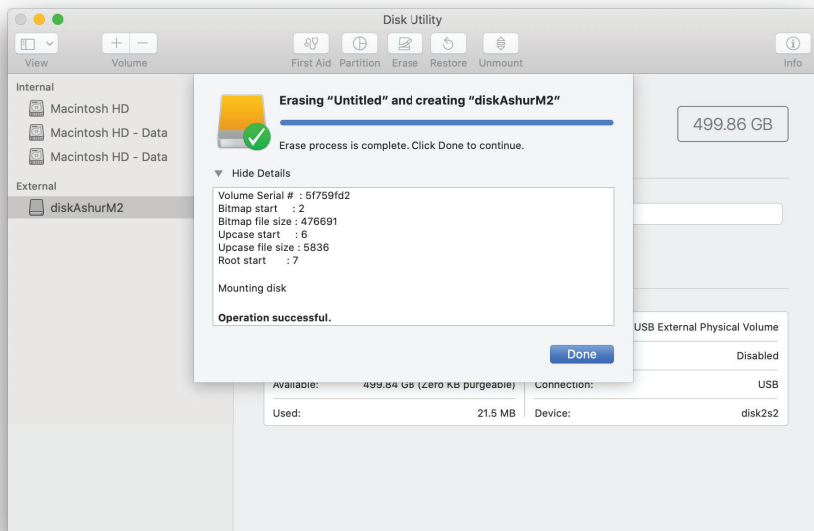 Disk Utility
View
Volume
First Aid
Partition
Erase
Restore
Unmount
Info
Internal
Macintosh HD
Macintosh HD - Data
Macintosh HD - Data
External
diskAshurM2
Erasing “Untitled” and creating “diskAshurM2”
Erase process is complete. Click Done to continue.
Hide Details
Volume Serial # : 5f759fd2
Bitmap start : 2
Bitmap file size : 476691
Upcase start : 6
Upcase file size : 5836
Root start : 7
Mounting disk
Operation successful.
Done
499.86 GB
USB External Physical Volume
Disabled
Available: 499.84 GB (Zero KB purgeable)
Connection: USB
Used: 21.5 MB
Device: disk2s2